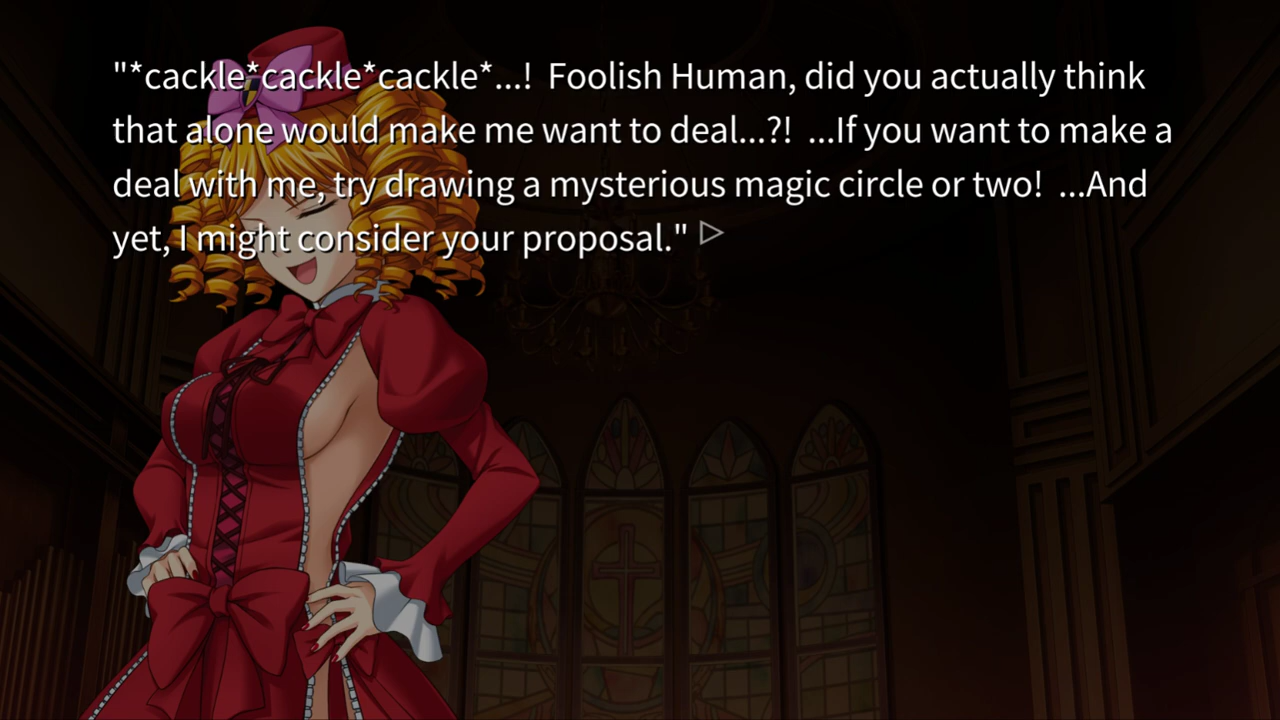 "*cackle*cackle*cackle*...!  Foolish Human, did you actually think
that alone would make me want to deal...?!  ...If you want to make a
deal with me, try drawing a mysterious magic circle or two!  ...And
yet, I might consider your proposal."